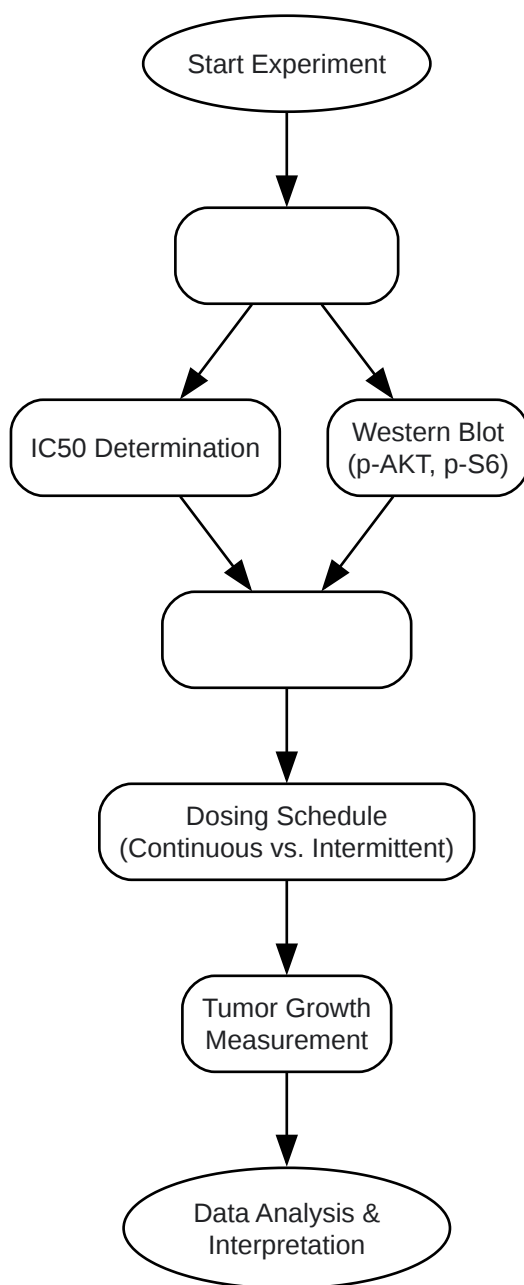 Start Experiment
IC50 Determination
Western Blot
(p-AKT, p-S6)
Dosing Schedule
(Continuous vs. Intermittent)
Tumor Growth
Measurement
Data Analysis &
Interpretation